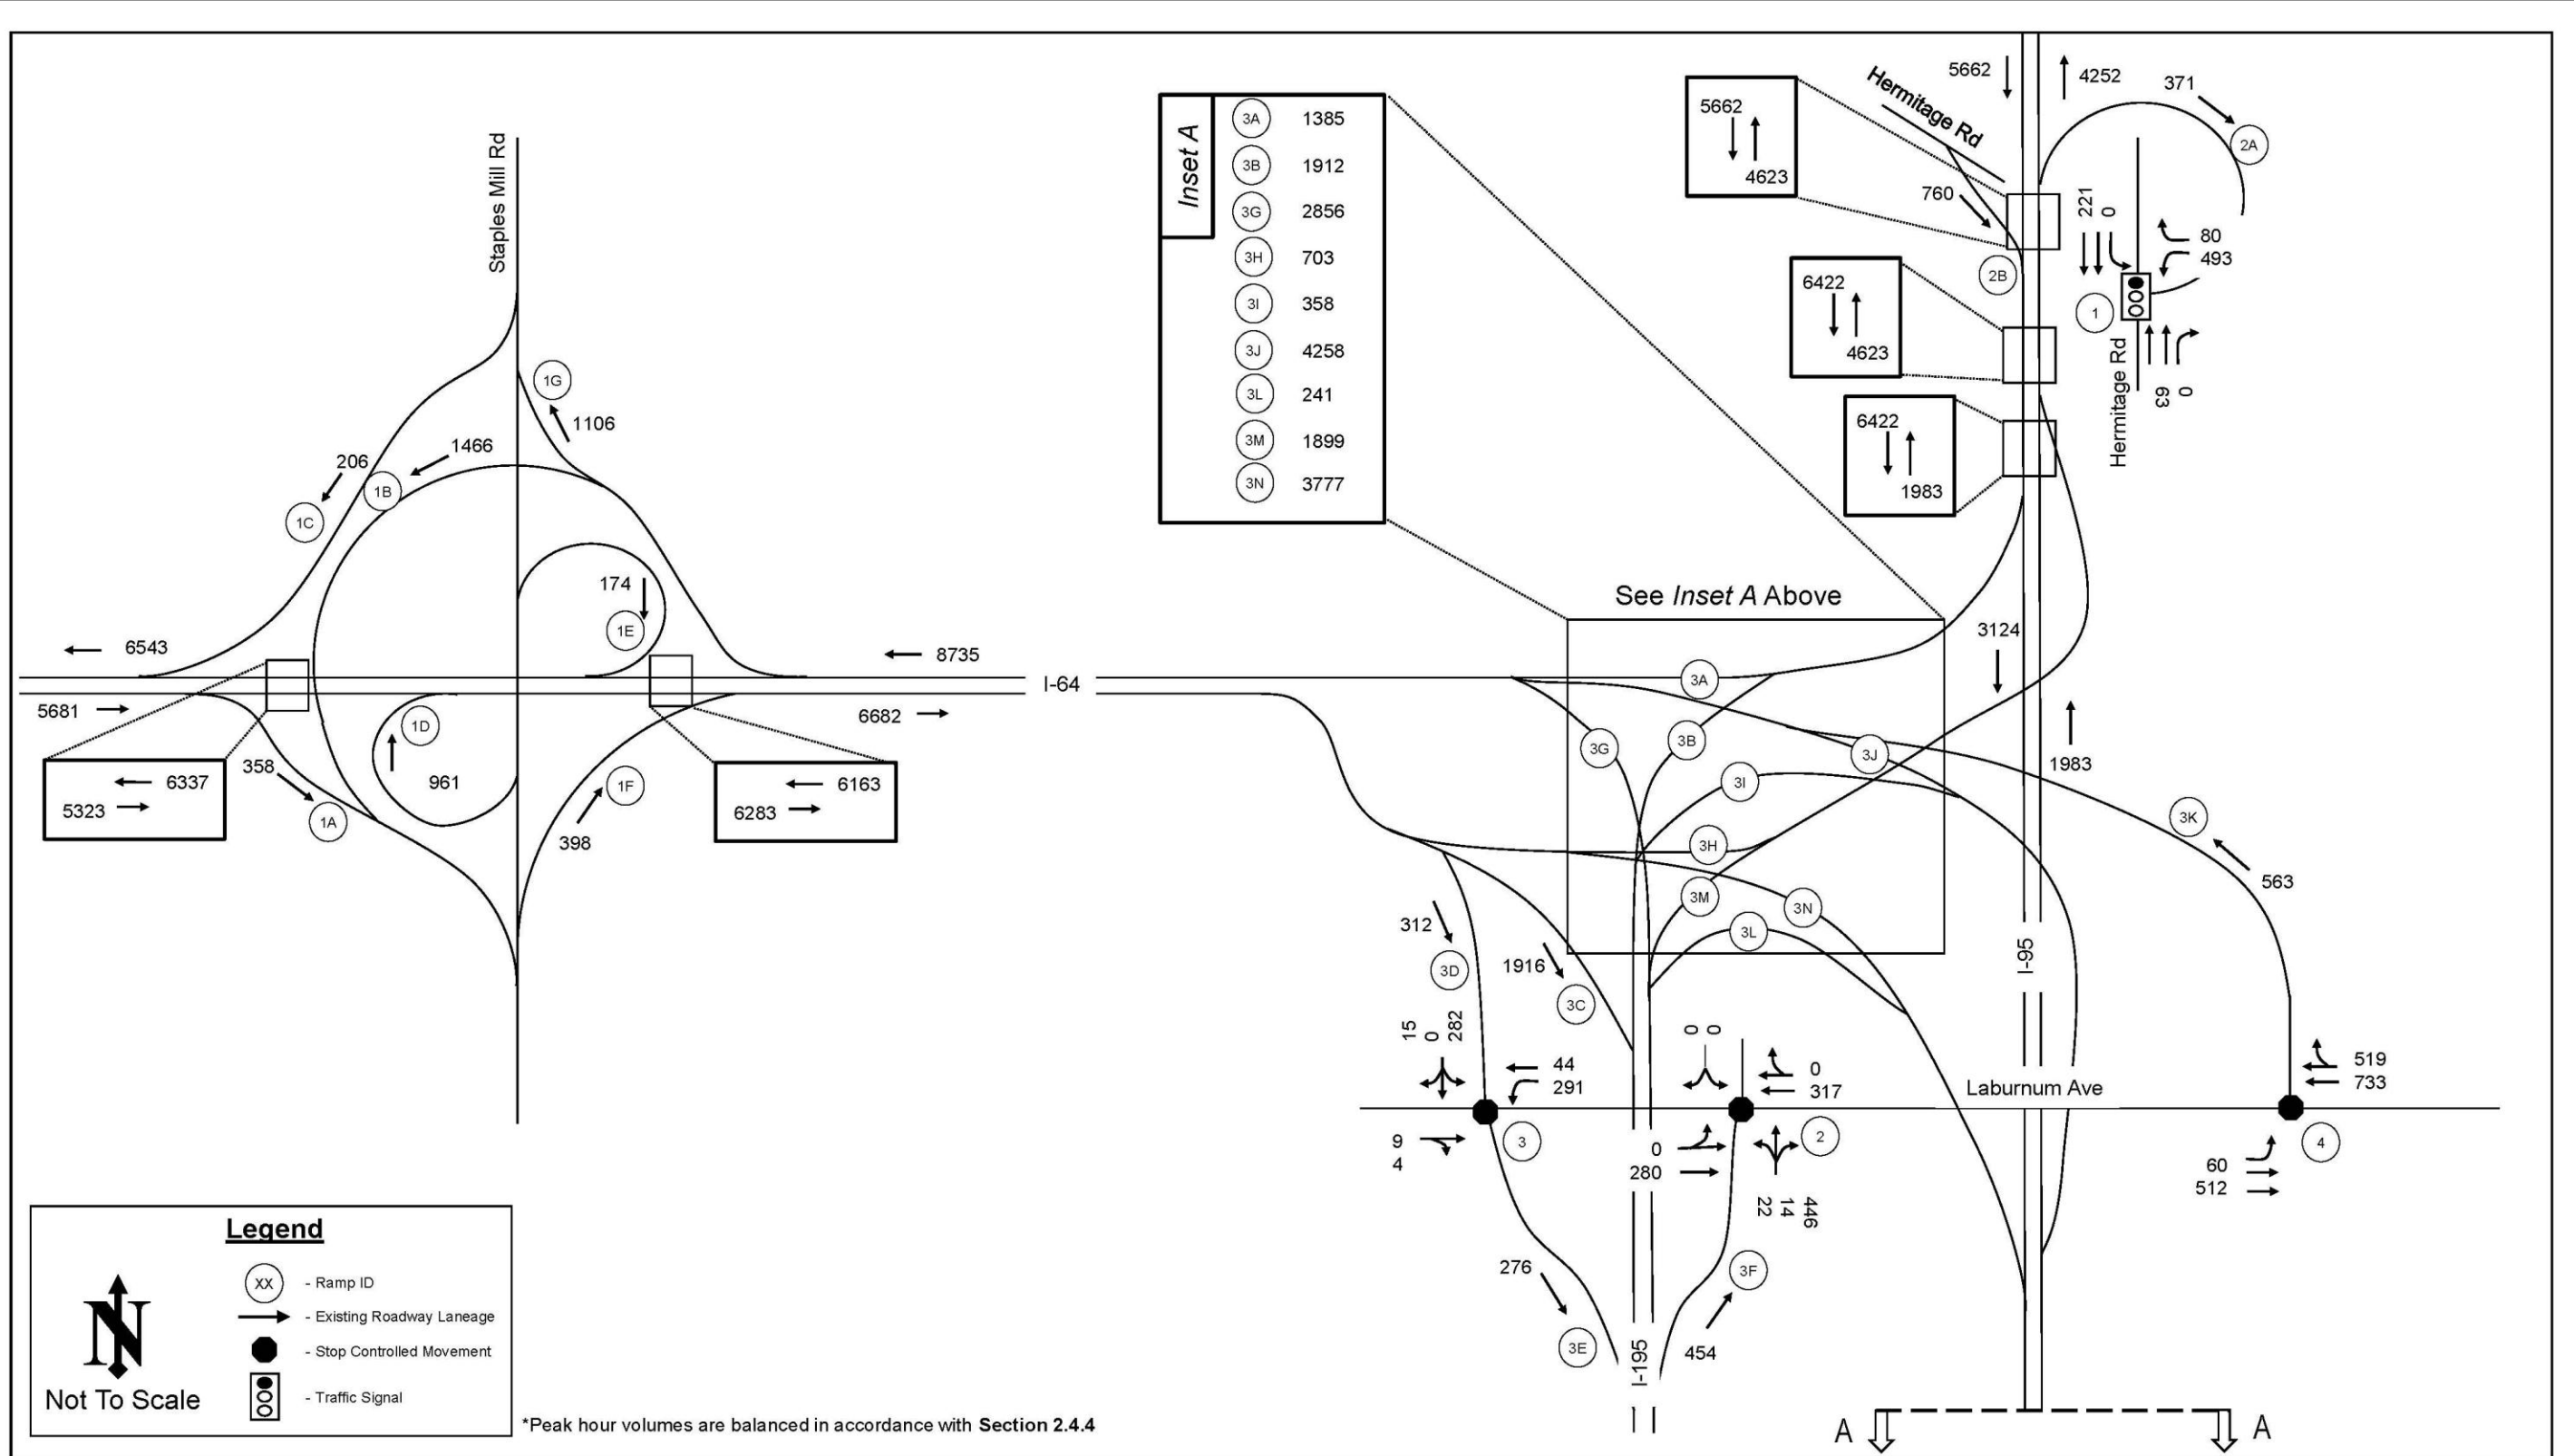 Staples Mill Rd
1G
1106
1466
206
1B
1C
174
1E
6543
8735
I-64
5681
6682
1D
358
961
1A
398
1F
6337
5323
6163
6283
Inset A
3A 1385
3B 1912
3G 2856
3H 703
3I 358
3J 4258
3L 241
3M 1899
3N 3777
5662
4252
371
2A
Hermitage Rd
5662
4623
760
2B
6422
4623
6422
1983
221
0
80
493
1
Hermitage Rd
63
0
See Inset A Above
3124
1983
3A
3G
3B
3J
3I
3H
3M
3N
3L
3K
563
312
3D
1916
3C
I-95
15
0
282
44
291
0
0
0
317
Laburnum Ave
519
733
9
4
3
0
280
2
22
14
446
60
512
4
276
3E
3F
454
I-195
A
A
Legend
XX - Ramp ID
- Existing Roadway Laneage
- Stop Controlled Movement
- Traffic Signal
N
Not To Scale
*Peak hour volumes are balanced in accordance with Section 2.4.4